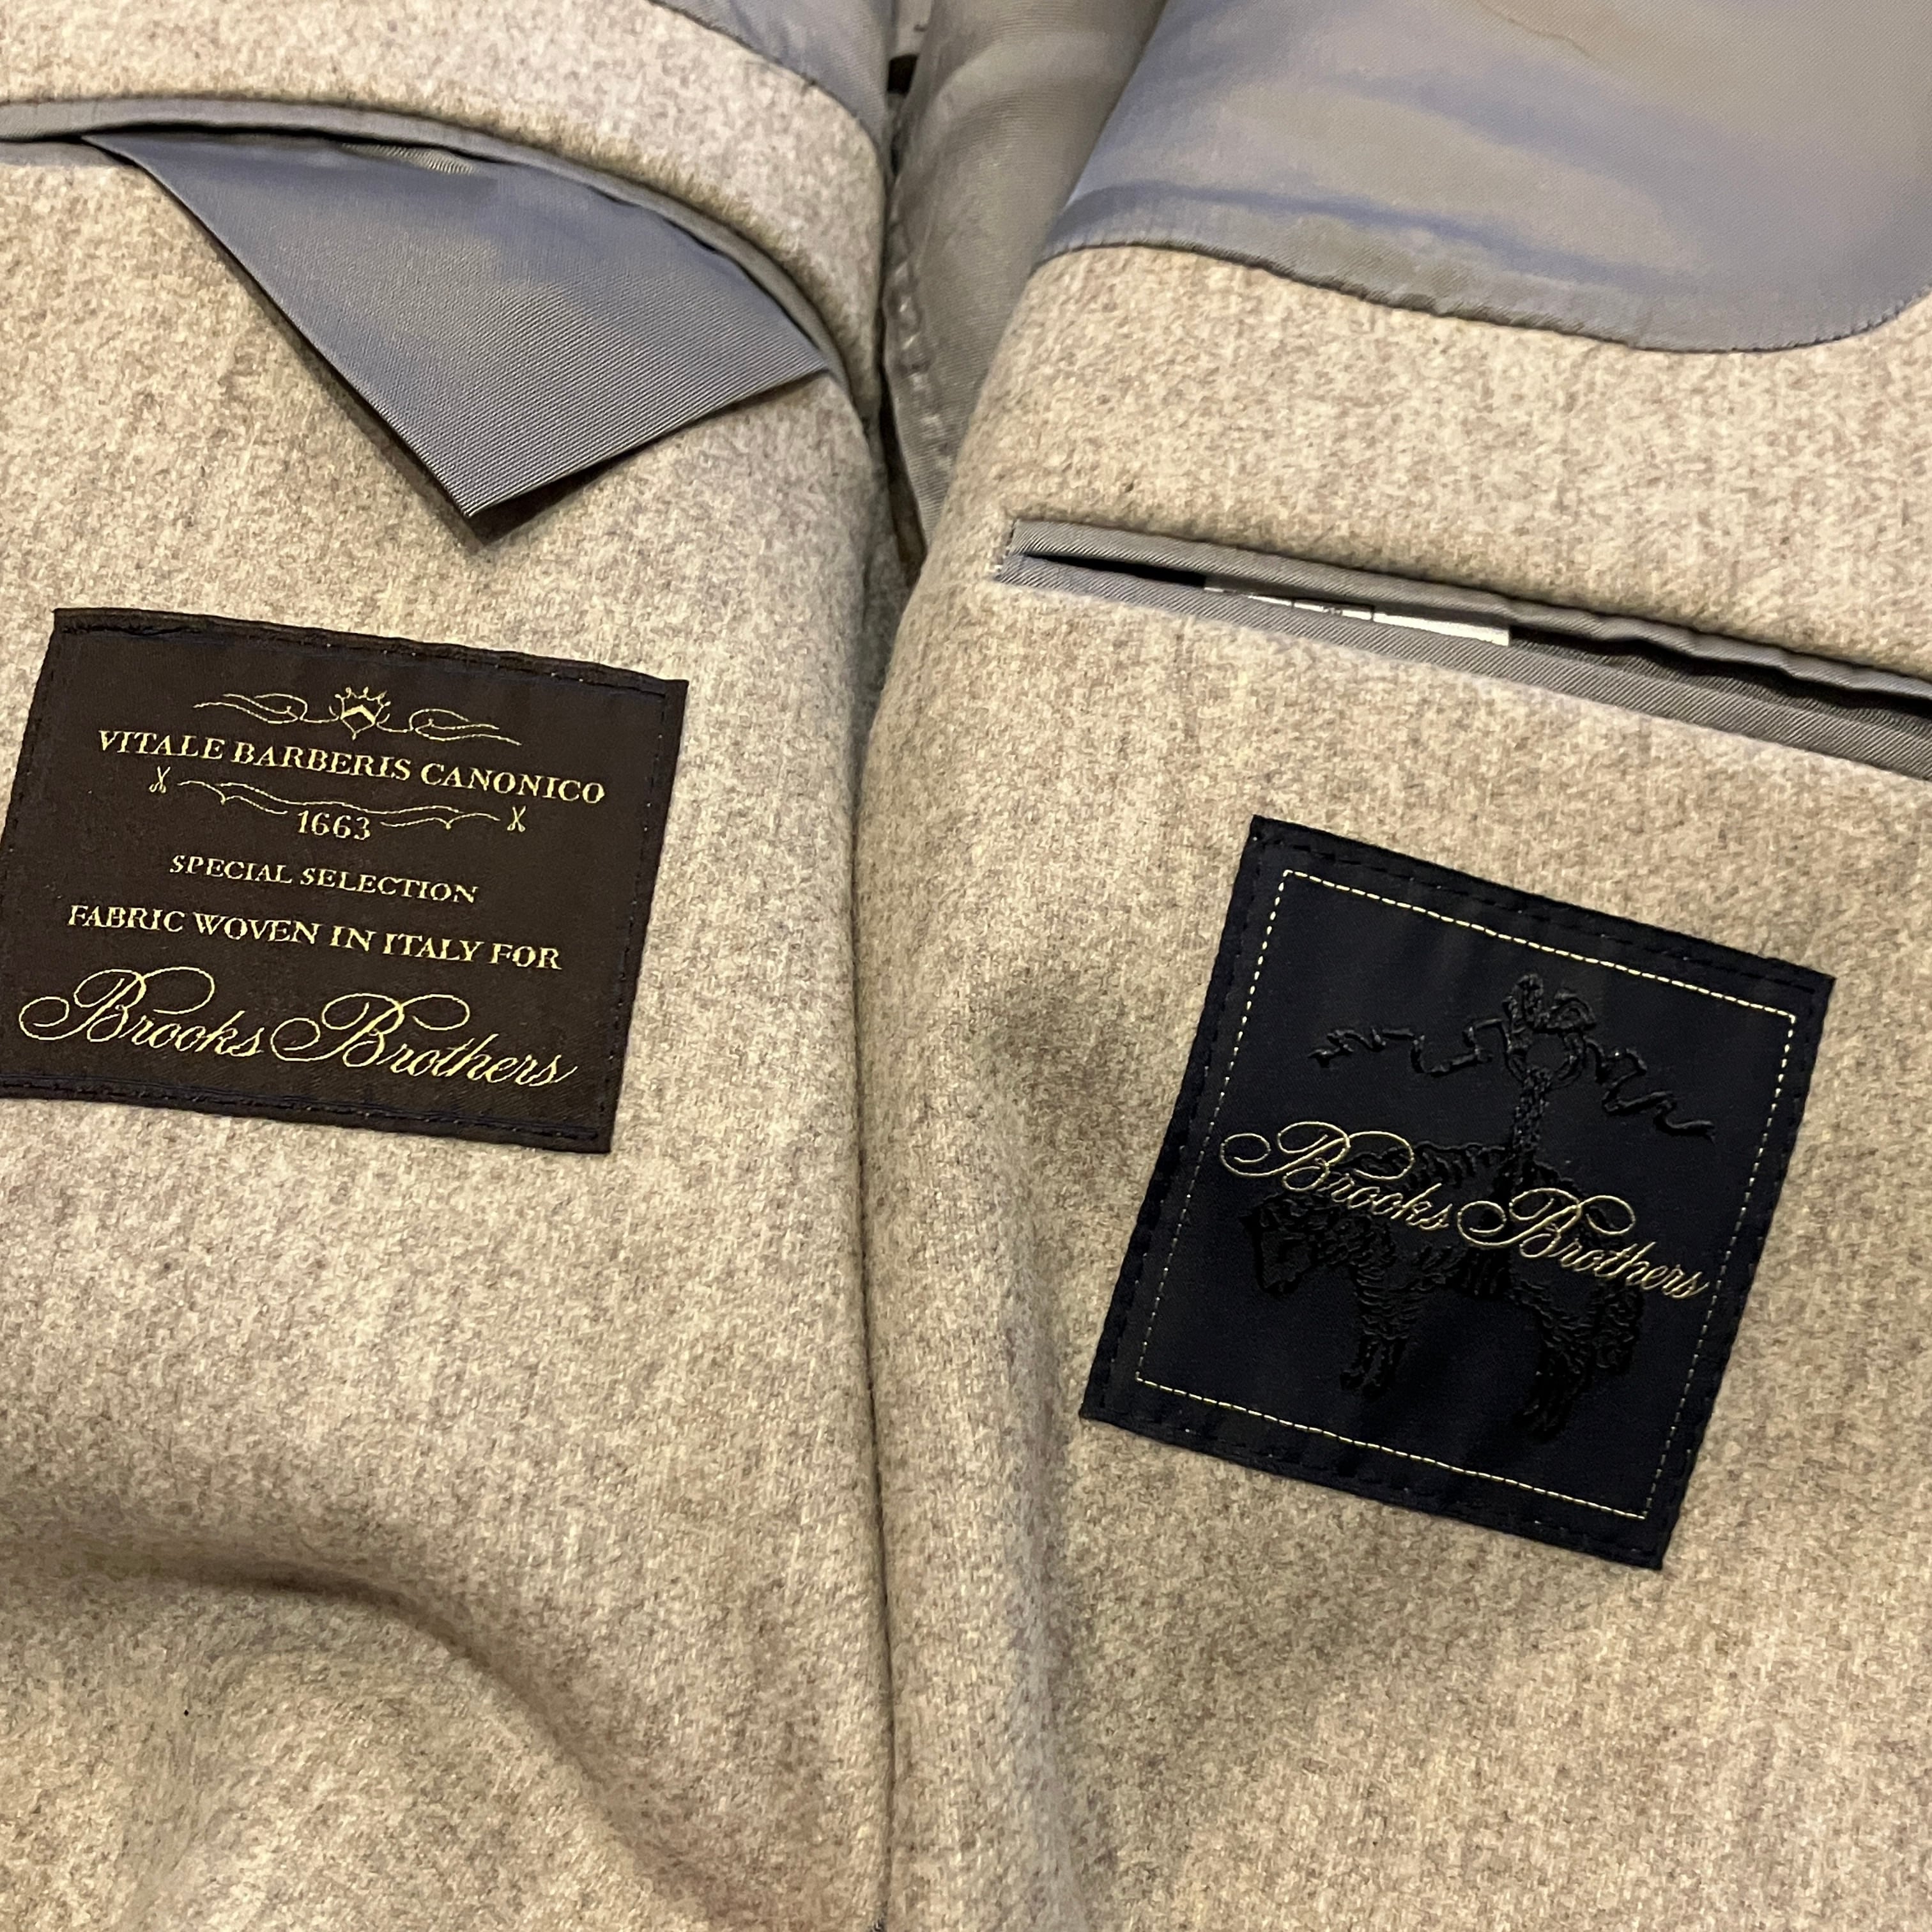 VITALE BARBERIS CANONICO
1663
SPECIAL SELECTION
FABRIC WOVEN IN ITALY FOR
Brooks Brothers
Brooks Brothers